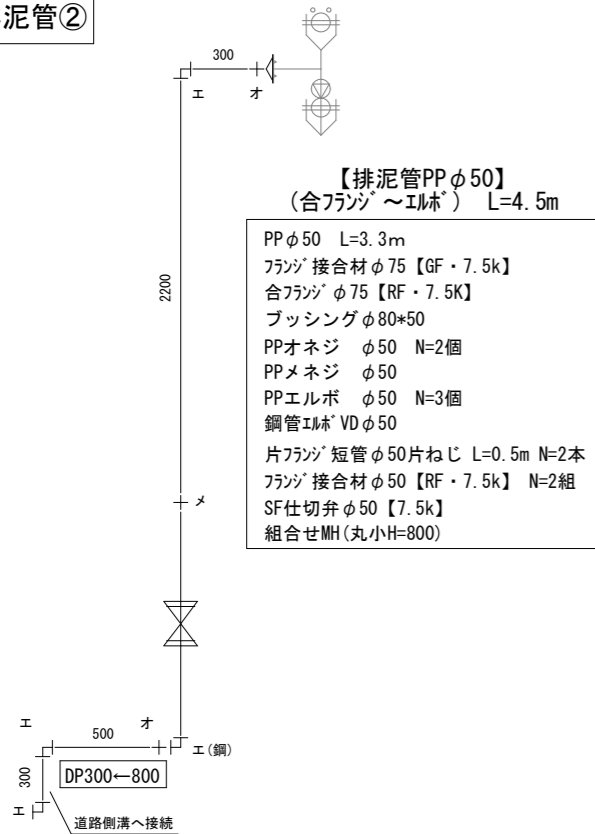 泥管②
300
エ オ
【排泥管PPφ50】
(合フランジ～エルボ) L=4.5m
PPφ50 L=3.3m
フランジ接合材φ75【GF・7.5k】
合フランジφ75【RF・7.5K】
ブッシングφ80*50
PPオネジ φ50 N=2個
PPメネジ φ50
PPエルボ φ50 N=3個
鋼管エルボVDφ50
片フランジ短管φ50片ねじ L=0.5m N=2本
フランジ接合材φ50【RF・7.5k】 N=2組
SF仕切弁φ50【7.5k】
組合せMH(丸小H=800)
2200
メ
エ オ
500
エ(鋼)
DP300←800
300
エ
道路側溝へ接続